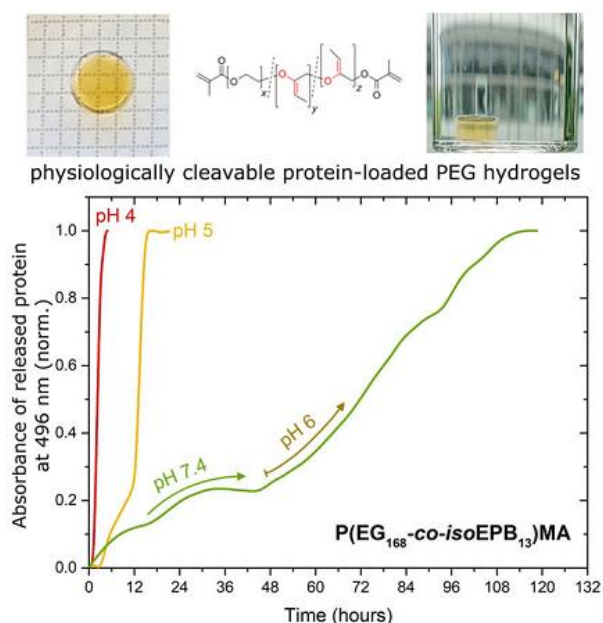 O
O
x
O
y
O
z
O
O
physiologically cleavable protein-loaded PEG hydrogels
pH 4
pH 5
pH 7.4
pH 6
P(EG₁₆₈-co-isoEPB₁₃)MA
Absorbance of released protein
at 496 nm (norm.)
1.0
0.8
0.6
0.4
0.2
0.0
0 12 24 36 48 60 72 84 96 108 120 132
Time (hours)